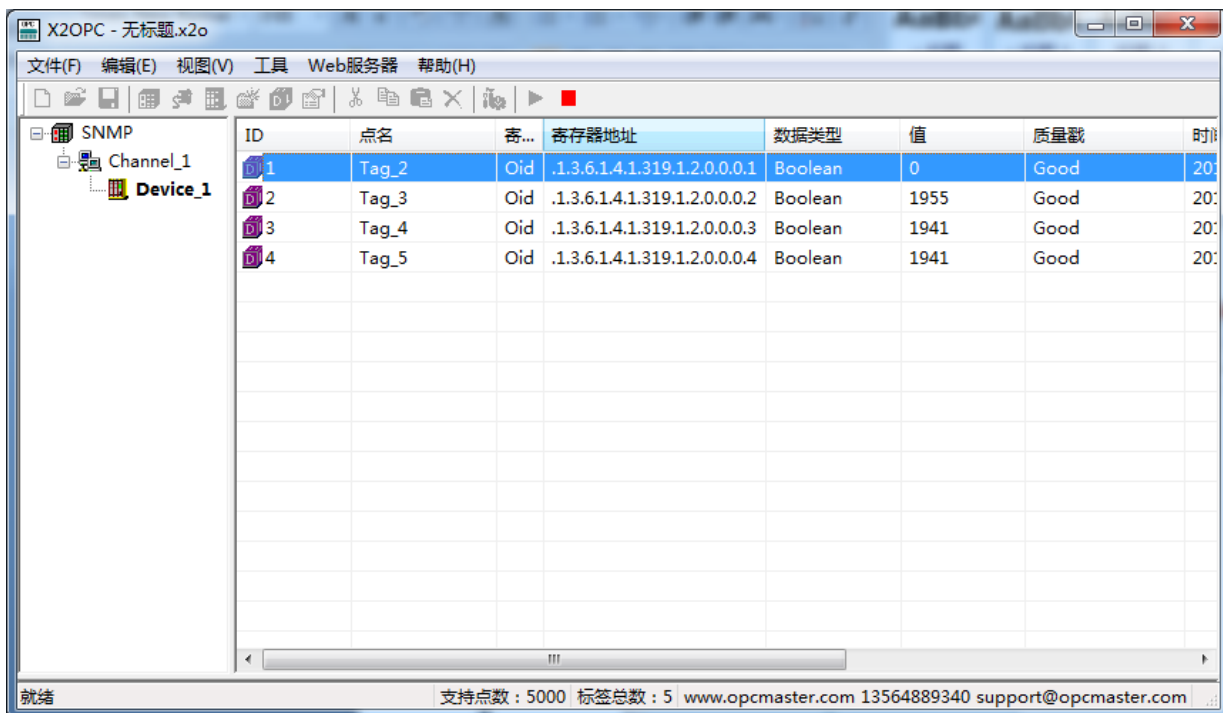 X2OPC - 无标题.x2o
文件(F) 编辑(E) 视图(V) 工具 Web服务器 帮助(H)
SNMP
Channel_1
Device_1
ID 点名 寄... 寄存器地址 数据类型 值 质量戳
1 Tag_2 Oid .1.3.6.1.4.1.319.1.2.0.0.0.1 Boolean 0 Good
2 Tag_3 Oid .1.3.6.1.4.1.319.1.2.0.0.0.2 Boolean 1955 Good
3 Tag_4 Oid .1.3.6.1.4.1.319.1.2.0.0.0.3 Boolean 1941 Good
4 Tag_5 Oid .1.3.6.1.4.1.319.1.2.0.0.0.4 Boolean 1941 Good
就绪 支持点数：5000 标签总数：5 www.opcmaster.com 13564889340 support@opcmaster.com